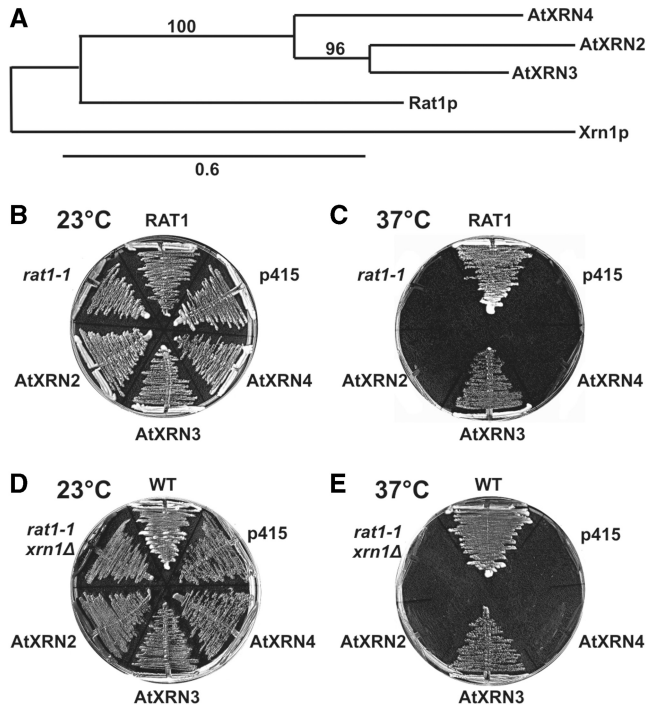 A
100
AtXRN4
96
AtXRN2
AtXRN3
Rat1p
Xrn1p
0.6
B
23°C
RAT1
rat1-1
p415
AtXRN2
AtXRN4
AtXRN3
C
37°C
RAT1
rat1-1
p415
AtXRN2
AtXRN4
AtXRN3
D
23°C
WT
rat1-1
xrn1Δ
p415
AtXRN2
AtXRN4
AtXRN3
E
37°C
WT
rat1-1
xrn1Δ
p415
AtXRN2
AtXRN4
AtXRN3